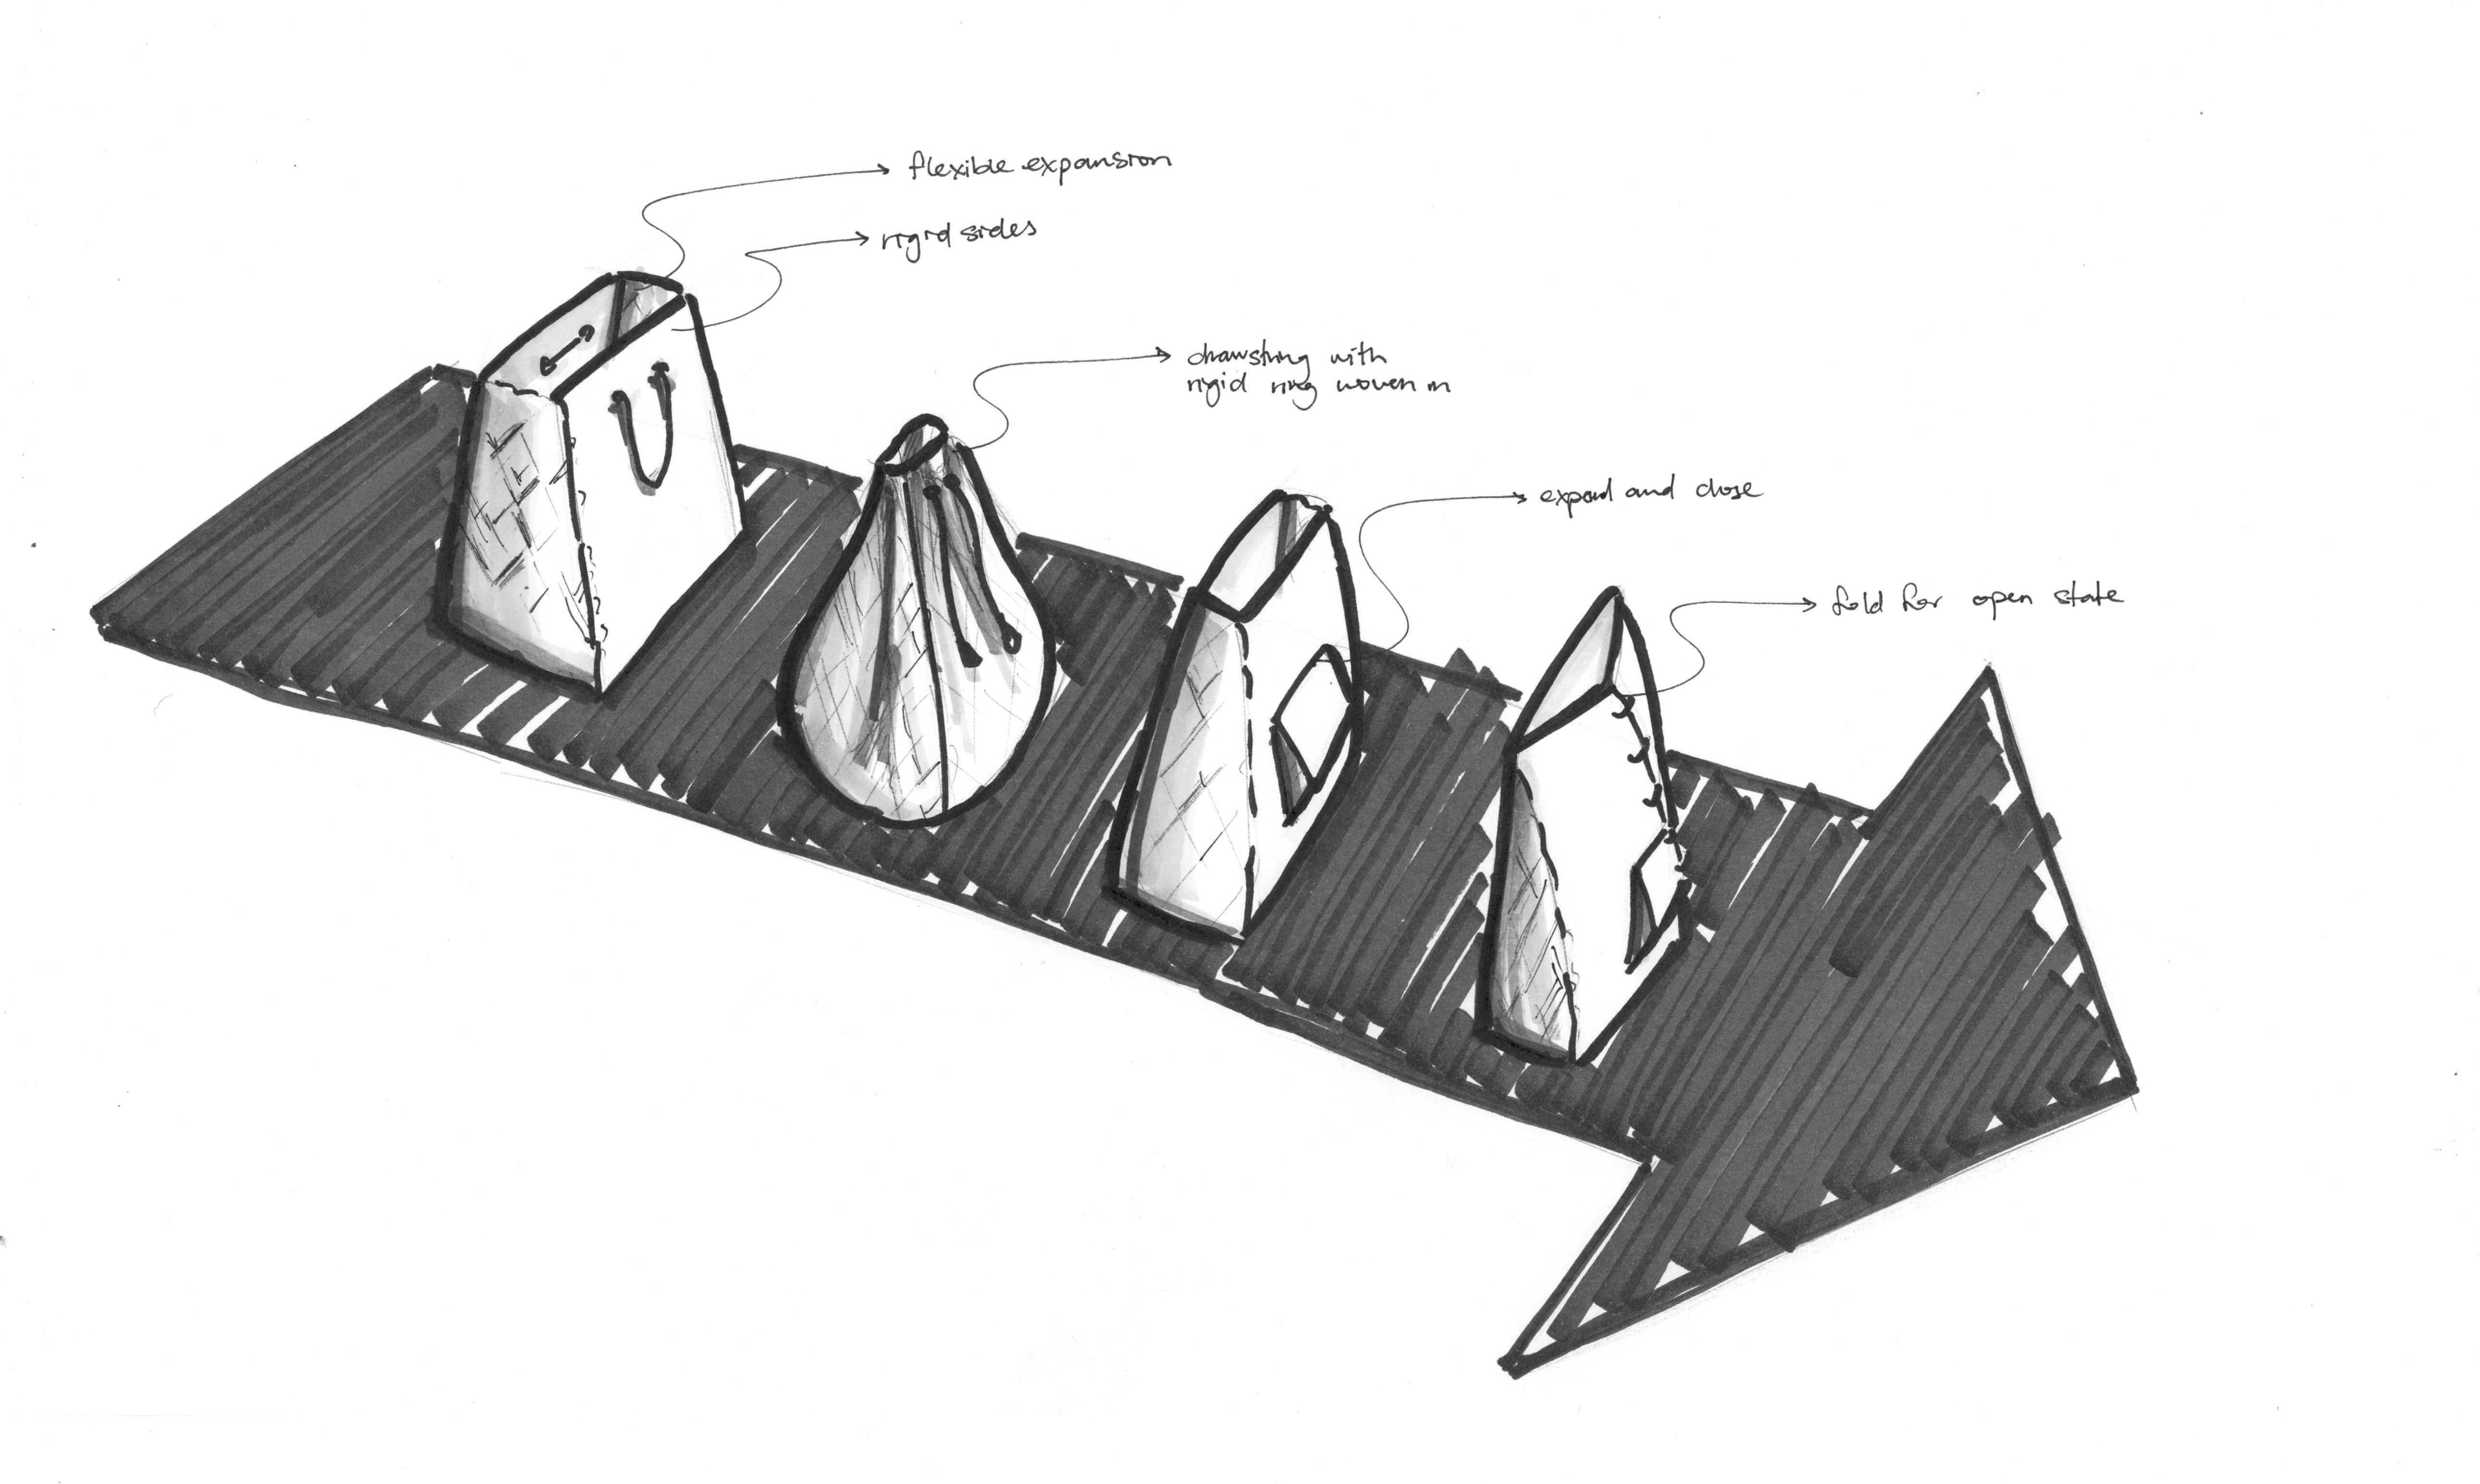 flexible expansion
rigid sides
drawstring with
rigid ring woven in
expand and close
fold for open state